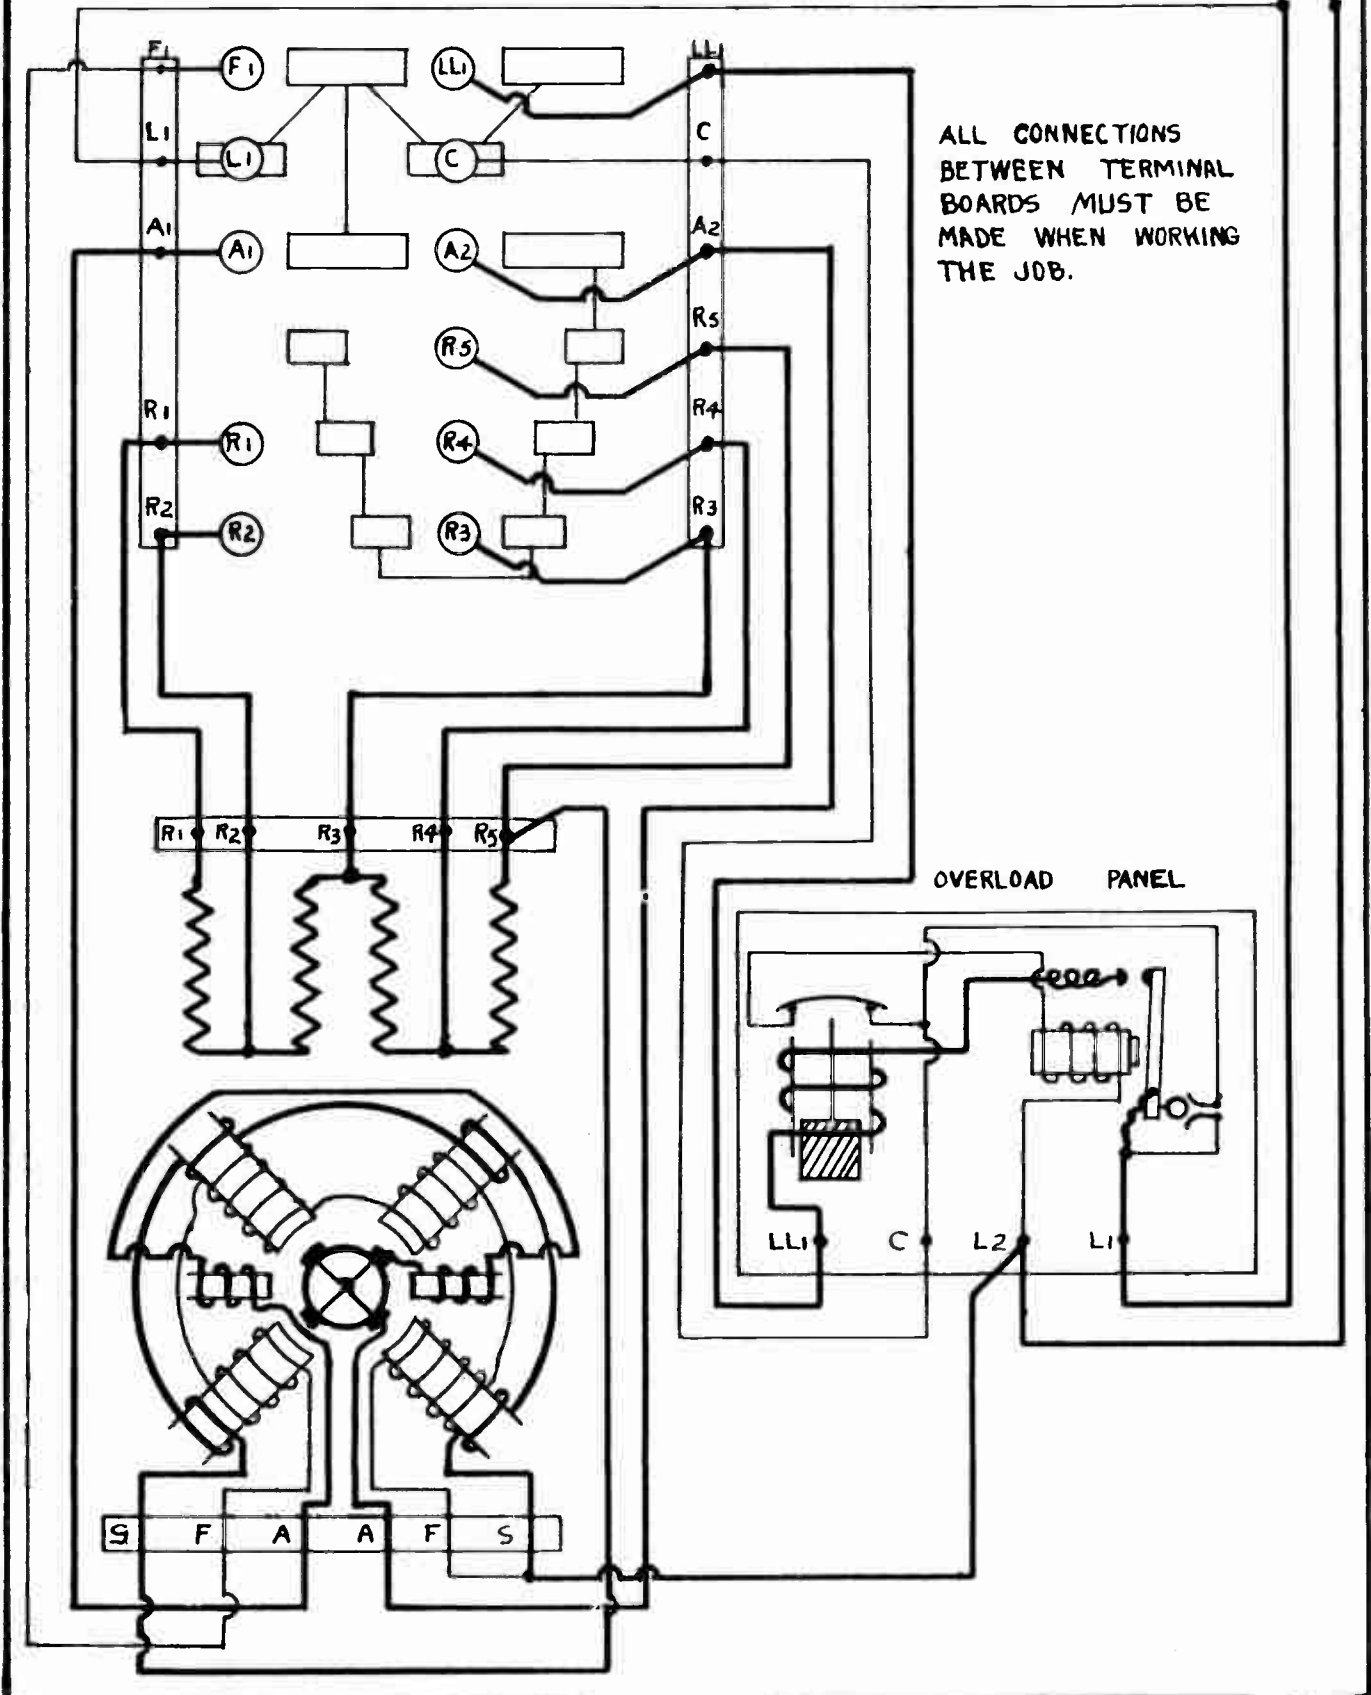 F1
LL1
F1
LL1
L1
C
L1
C
A1
A2
A1
A2
R5
R5
R1
R4
R1
R4
R2
R3
R2
R3
ALL CONNECTIONS
BETWEEN TERMINAL
BOARDS MUST BE
MADE WHEN WORKING
THE JOB.
R1 R2 R3 R4 R5
OVERLOAD PANEL
LL1 C L2 L1
S F A A F S